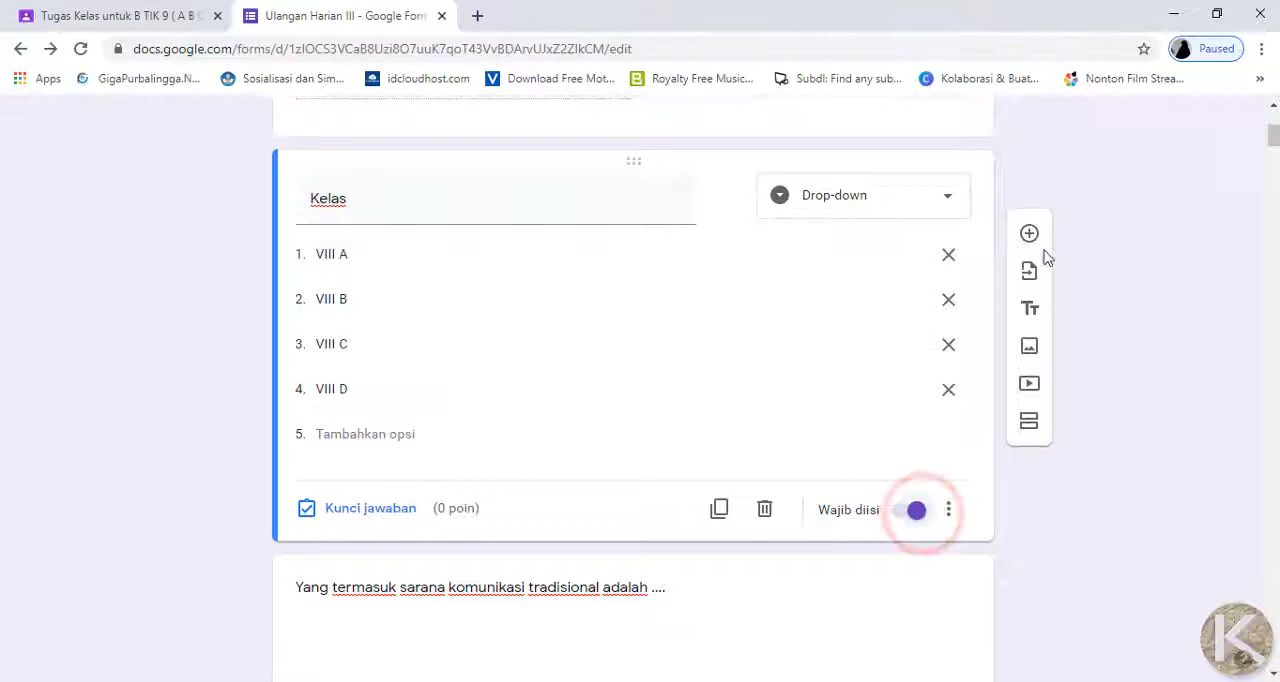 Tugas Kelas untuk B TIK 9 ( A B C
Ulangan Harian III - Google Form
docs.google.com/forms/d/1zIOCS3VCaB8Uzi8O7uuK7qoT43VvBDArvUJxZ2ZlkCM/edit
Paused
Apps
GigaPurbalingga.N...
Sosialisasi dan Sim...
idcloudhost.com
Download Free Mot...
Royalty Free Music...
Subdl: Find any sub...
Kolaborasi & Buat...
Nonton Film Strea...
»
Kelas
Drop-down
1. VIII A
2. VIII B
3. VIII C
4. VIII D
5. Tambahkan opsi
Kunci jawaban (0 poin)
Wajib diisi
Yang termasuk sarana komunikasi tradisional adalah ....
K